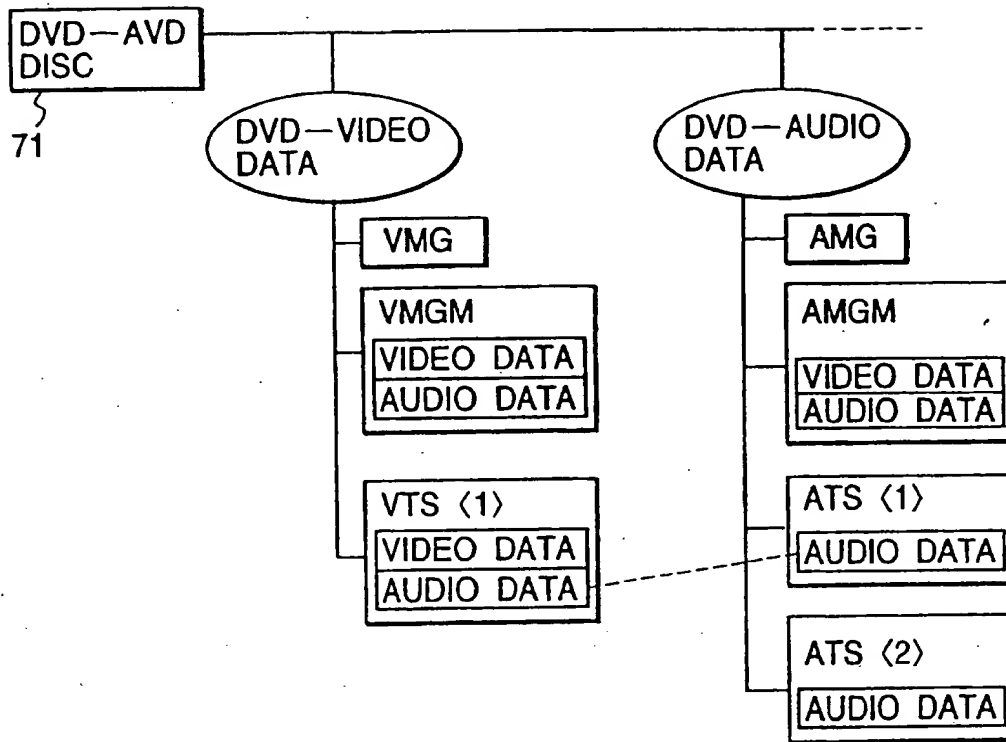 DVD—AVD
DISC
71
DVD—VIDEO
DATA
VMG
VMGM
VIDEO DATA
AUDIO DATA
VTS 〈1〉
VIDEO DATA
AUDIO DATA
DVD—AUDIO
DATA
AMG
AMGM
VIDEO DATA
AUDIO DATA
ATS 〈1〉
AUDIO DATA
ATS 〈2〉
AUDIO DATA